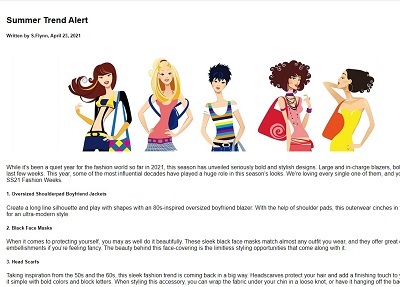 Summer Trend Alert
Written by S.Flynn, April 23, 2021
While it's been a quiet year for the fashion world so far in 2021, this season has unveiled seriously bold and stylish designs. Large and in-charge blazers, bol
last few weeks. This year, some of the most influential decades have played a huge role in this season's looks. We're loving every single one of them, and yo
SS21 Fashion Weeks.
1. Oversized Shoulderpad Boyfriend Jackets
Create a long line silhouette and play with shapes with an 80s-inspired oversized boyfriend blazer. With the help of shoulder pads, this outerwear cinches in
for an ultra-modern style.
2. Black Face Masks
When it comes to protecting yourself, you may as well do it beautifully. These sleek black face masks match almost any outfit you wear, and they offer great
embellishments if you're feeling fancy. The beauty behind this face-covering is the limitless styling opportunities that come along with it.
3. Head Scarfs
Taking inspiration from the 50s and the 60s, this sleek fashion trend is coming back in a big way. Headscarves protect your hair and add a finishing touch to y
it simple with bold colors and block letters. When styling this accessory, you can wrap the fabric under your chin in a loose knot, or have it hanging off the bac